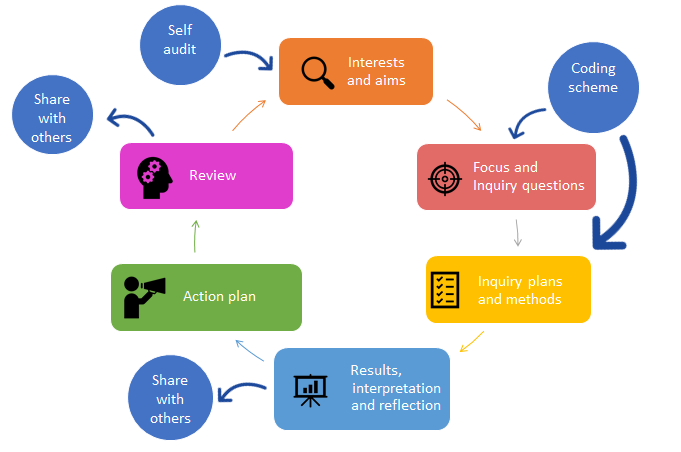 Self
audit
Interests
and aims
Coding
scheme
Share
with
others
Focus and
Inquiry questions
Review
Inquiry plans
and methods
Action plan
Results,
interpretation
and reflection
Share
with
others